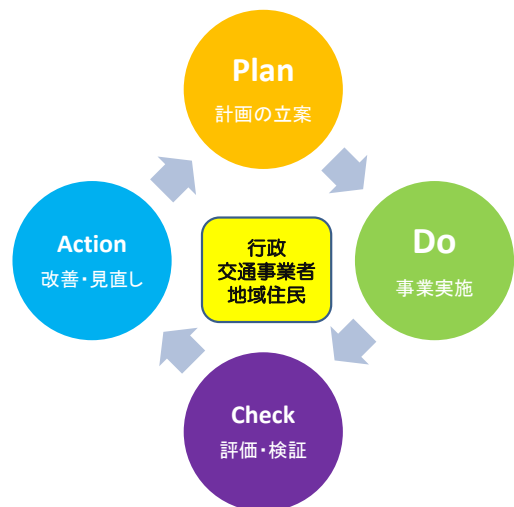 Plan
計画の立案
Do
事業実施
Check
評価・検証
Action
改善・見直し
行政
交通事業者
地域住民